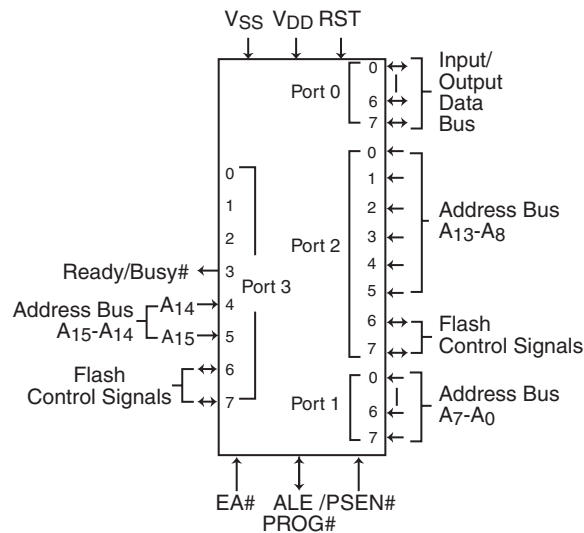 VSS VDD RST
Port 0
0
6
7
Input/
Output
Data
Bus
Port 2
0
1
2
3
4
5
6
7
Address Bus
A13-A8
Flash
Control Signals
Port 1
0
6
7
Address Bus
A7-A0
Port 3
0
1
2
3
4
5
6
7
Ready/Busy#
Address Bus
A15-A14
A14
A15
Flash
Control Signals
EA# ALE /PSEN#
PROG#